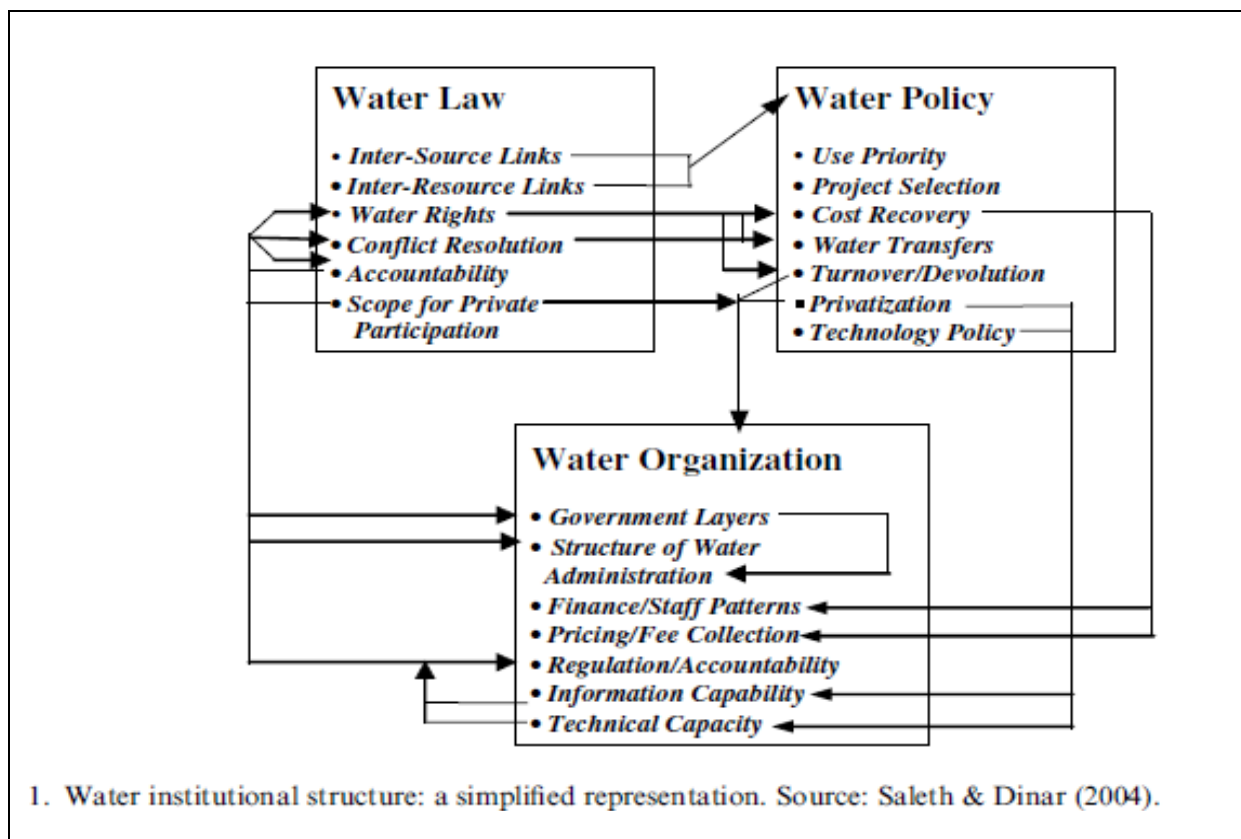 Water Law
• Inter-Source Links
• Inter-Resource Links
• Water Rights
• Conflict Resolution
• Accountability
• Scope for Private
Participation
Water Policy
• Use Priority
• Project Selection
• Cost Recovery
• Water Transfers
• Turnover/Devolution
▪ Privatization
• Technology Policy
Water Organization
• Government Layers
• Structure of Water
Administration
• Finance/Staff Patterns
• Pricing/Fee Collection
• Regulation/Accountability
• Information Capability
• Technical Capacity
1. Water institutional structure: a simplified representation. Source: Saleth & Dinar (2004).